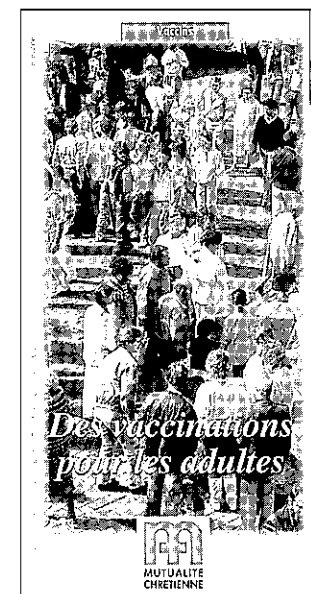 Vaccins
Des vaccinations
pour les adultes
MUTUALITE
CHRETIENNE